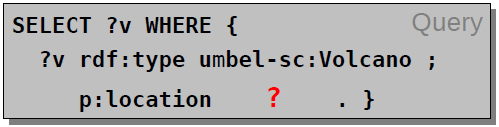 Query
SELECT ?v WHERE {
?v rdf:type umbel-sc:Volcano ;
p:location ? . }